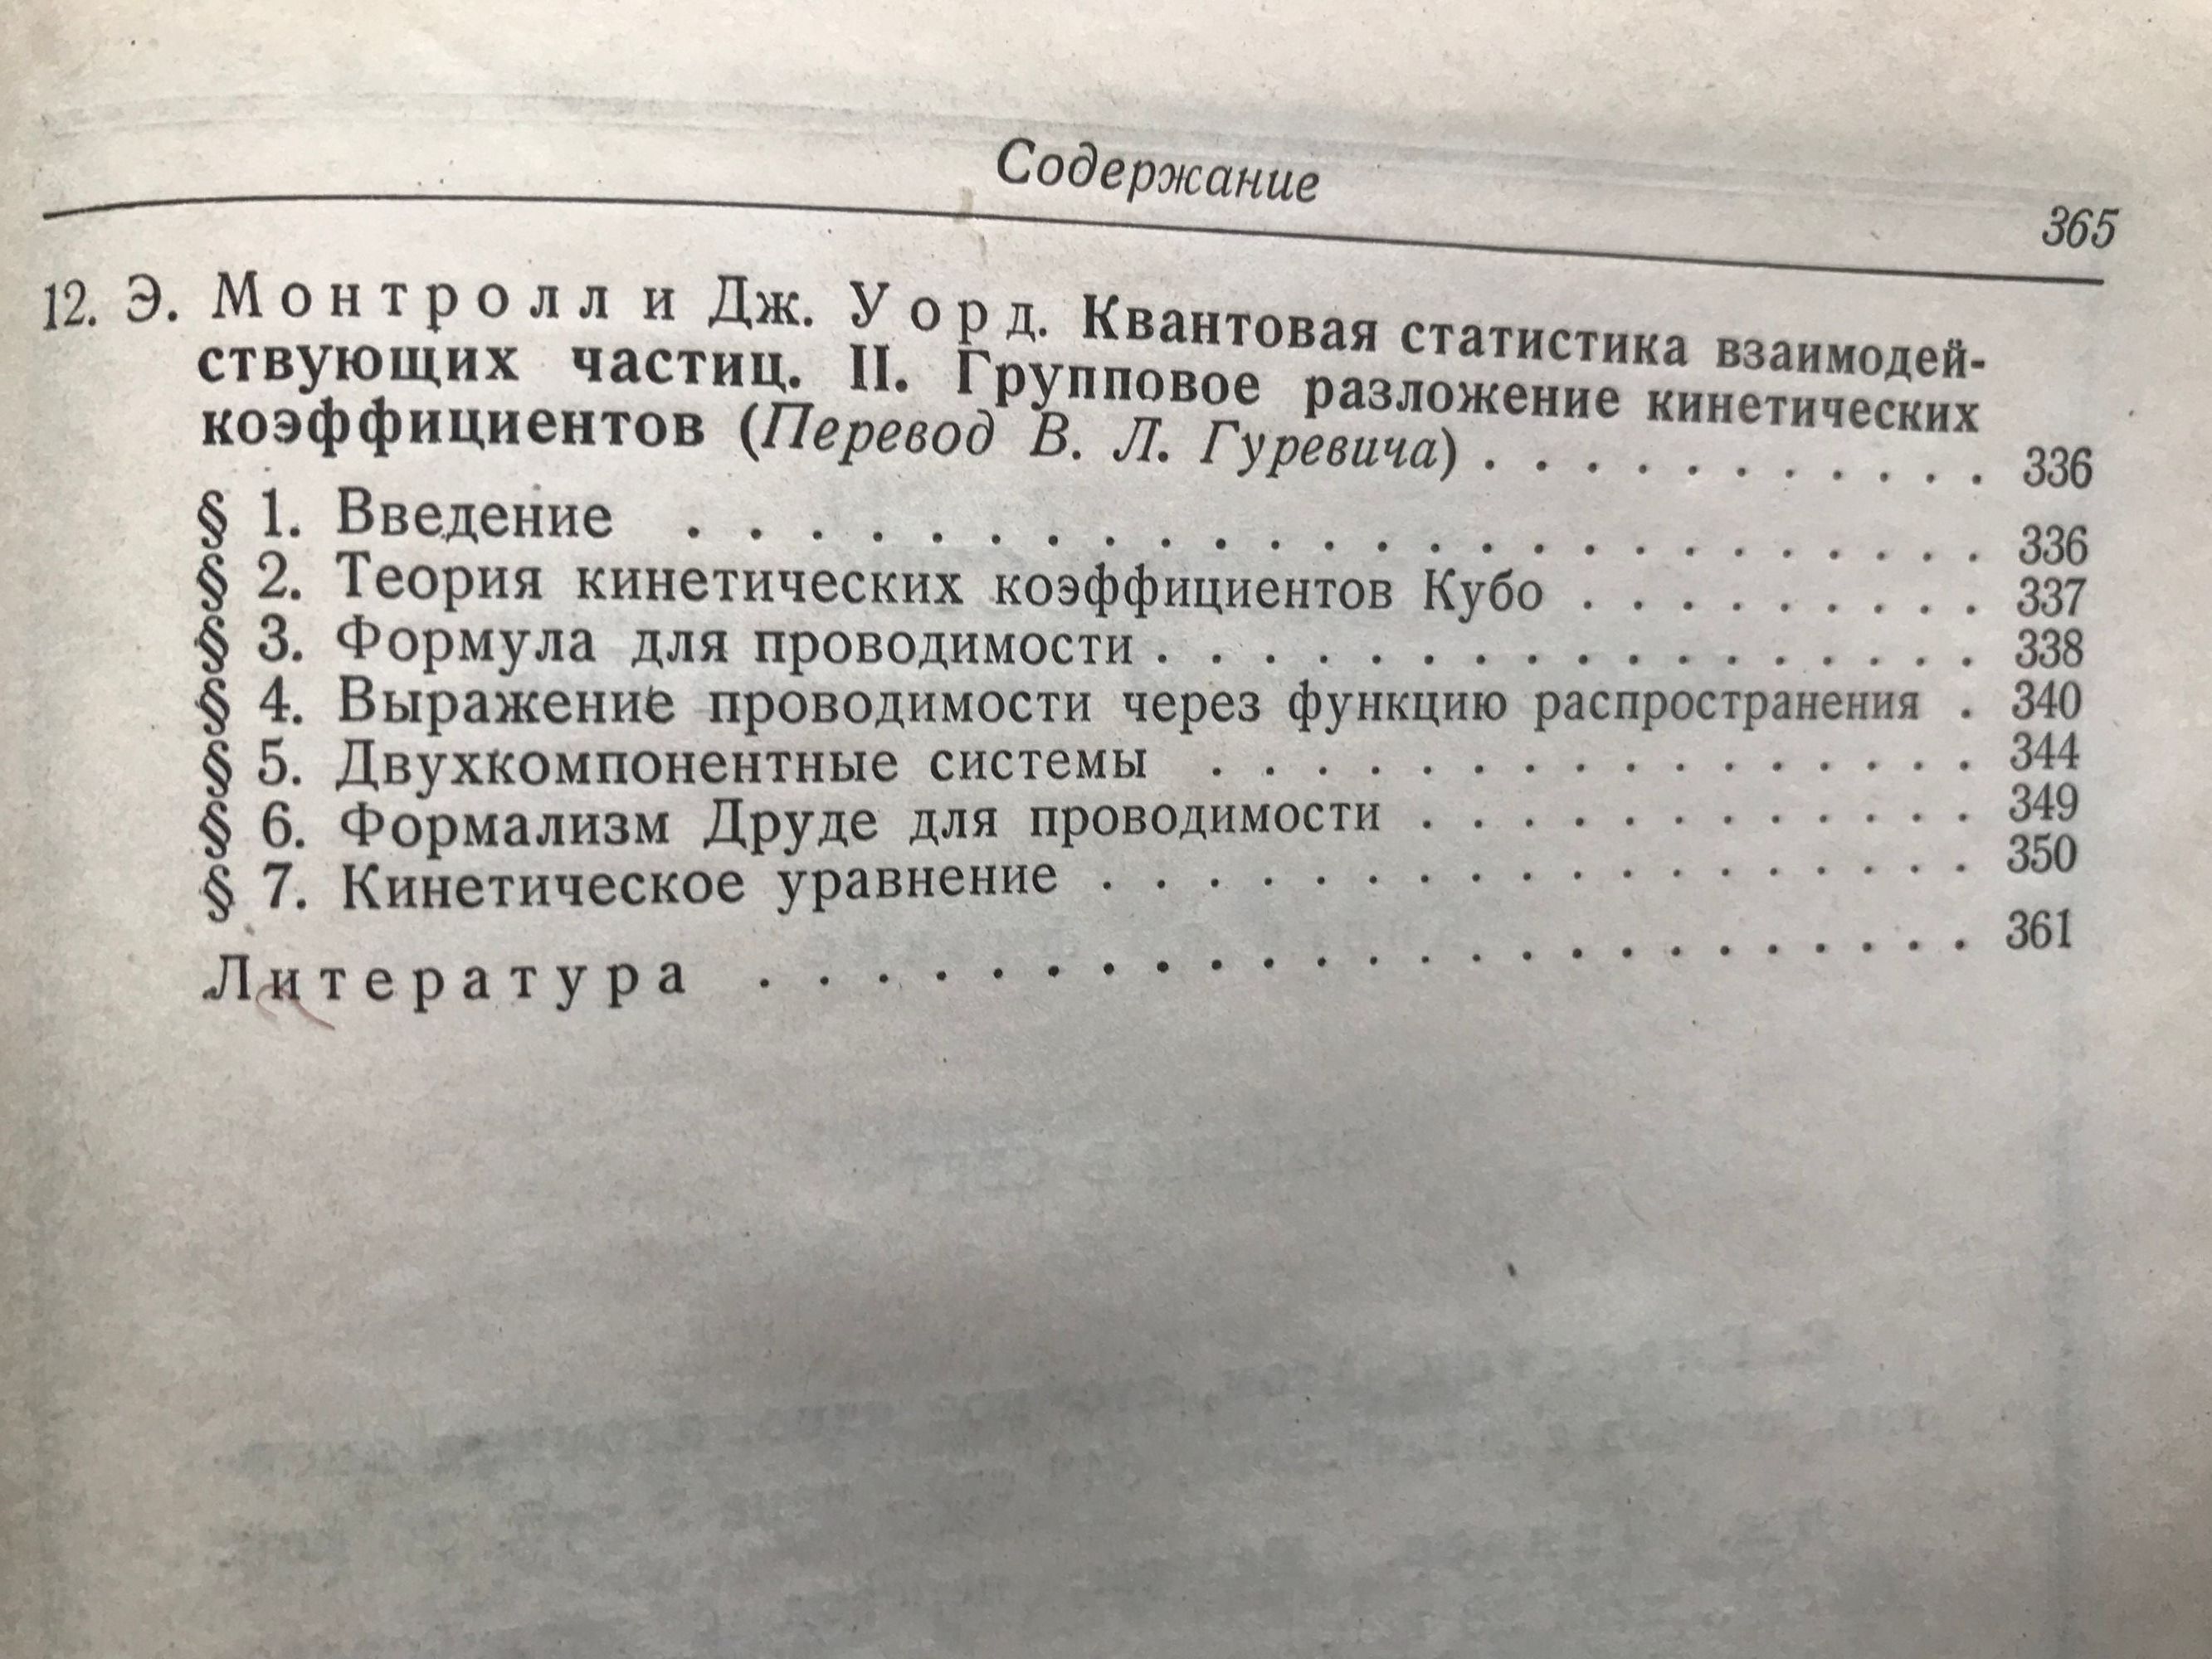 Содержание
365
12. Э. Монтролл и Дж. Уорд. Квантовая статистика взаимодей-
ствующих частиц. II. Групповое разложение кинетических
коэффициентов (Перевод В. Л. Гуревича) . . . . . . . . . . . 336
§ 1. Введение . . . . . . . . . . . . . . . . . . . . . . . . 336
§ 2. Теория кинетических коэффициентов Кубо . . . . . . . . . 337
§ 3. Формула для проводимости . . . . . . . . . . . . . . . . 338
§ 4. Выражение проводимости через функцию распространения . 340
§ 5. Двухкомпонентные системы . . . . . . . . . . . . . . . 344
§ 6. Формализм Друде для проводимости . . . . . . . . . . . 349
§ 7. Кинетическое уравнение . . . . . . . . . . . . . . . . . 350
Литература . . . . . . . . . . . . . . . . . . . . . . . 361